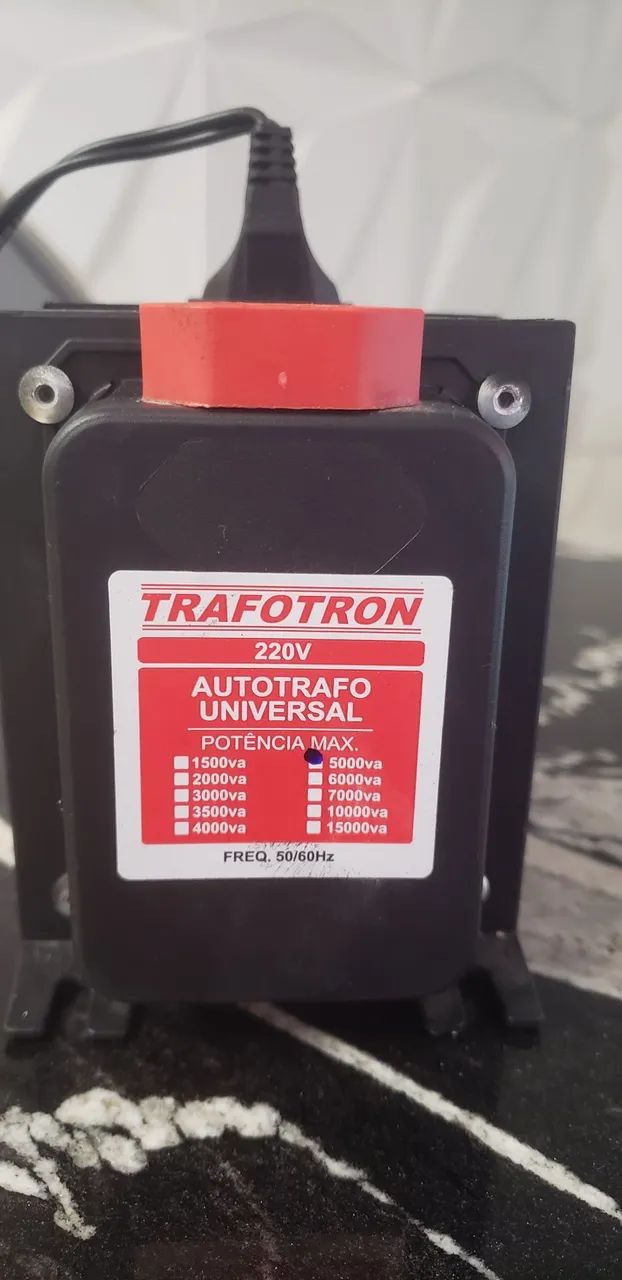 TRAFOTRON
220V
AUTOTRAFO
UNIVERSAL
POTÊNCIA MAX.
1500va 5000va
2000va 6000va
3000va 7000va
3500va 10000va
4000va 15000va
FREQ. 50/60Hz